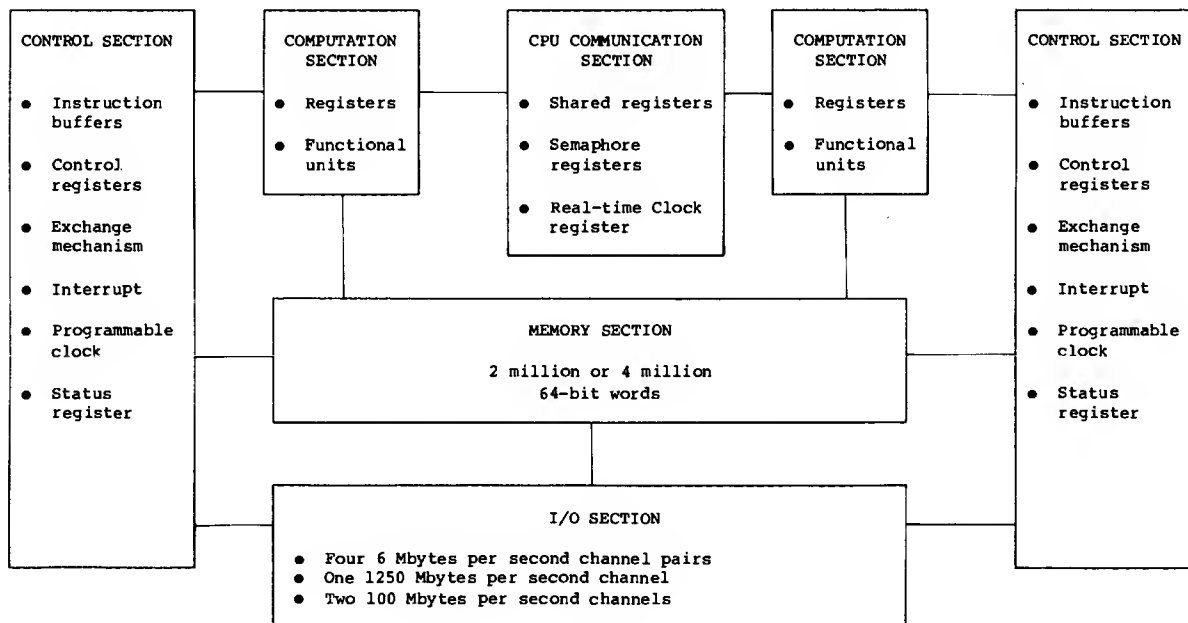 CONTROL SECTION
● Instruction
buffers
● Control
registers
● Exchange
mechanism
● Interrupt
● Programmable
clock
● Status
register
COMPUTATION
SECTION
● Registers
● Functional
units
CPU COMMUNICATION
SECTION
● Shared registers
● Semaphore
registers
● Real-time Clock
register
COMPUTATION
SECTION
● Registers
● Functional
units
CONTROL SECTION
● Instruction
buffers
● Control
registers
● Exchange
mechanism
● Interrupt
● Programmable
clock
● Status
register
MEMORY SECTION
2 million or 4 million
64-bit words
I/O SECTION
● Four 6 Mbytes per second channel pairs
● One 1250 Mbytes per second channel
● Two 100 Mbytes per second channels